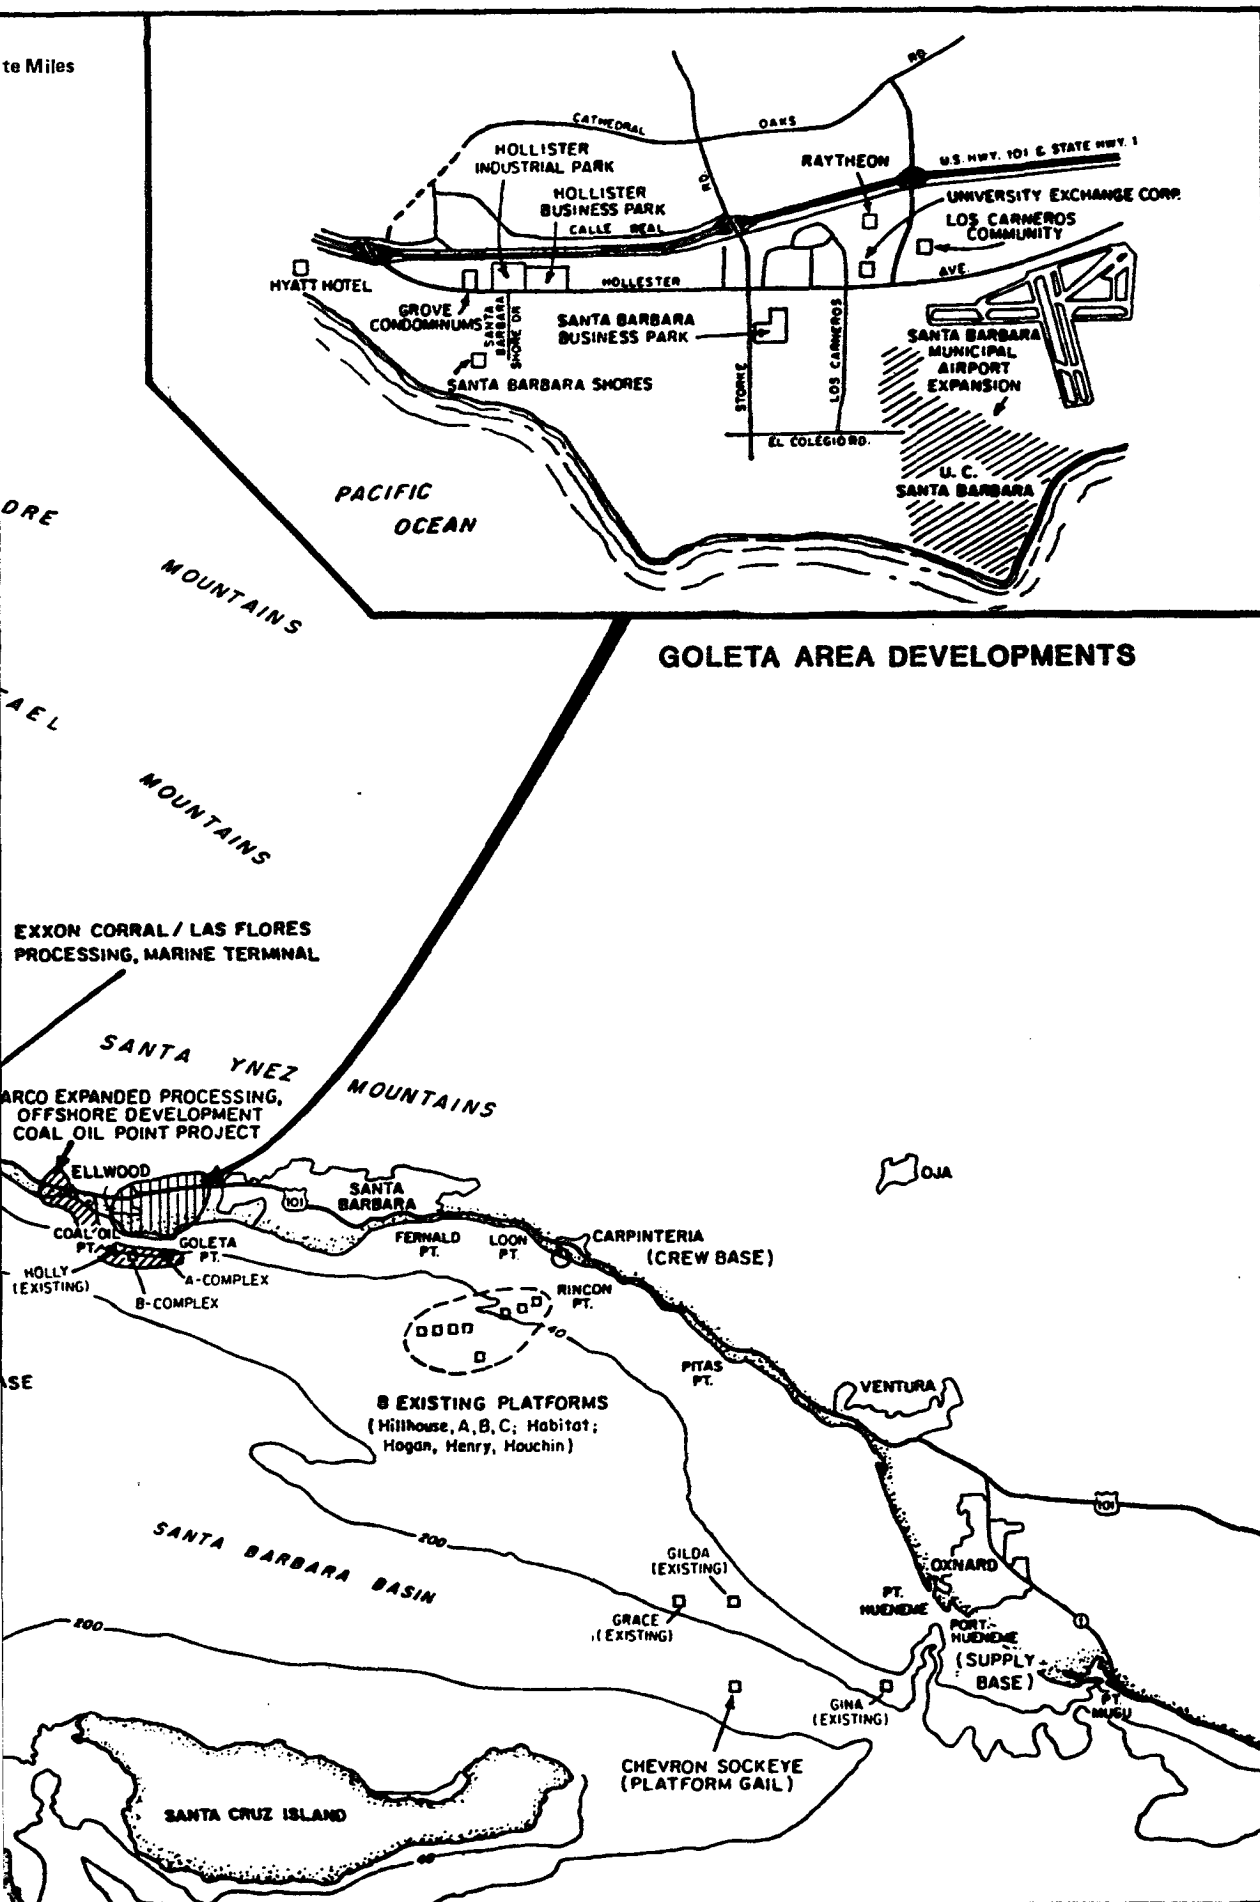 te Miles
RD.
CATHEDRAL
OAKS
HOLLISTER
INDUSTRIAL PARK
RAYTHEON
U.S. HWY. 101 & STATE HWY. 1
RD.
HOLLISTER
BUSINESS PARK
UNIVERSITY EXCHANGE CORP.
CALLE REAL
LOS CARNEROS
COMMUNITY
HYATT HOTEL
HOLLESTER
AVE.
GROVE
CONDOMINUMS
SANTA
BARBARA
SHORE DR
SANTA BARBARA
BUSINESS PARK
STORKE
LOS CARNEROS
SANTA BARBARA
MUNICIPAL
AIRPORT
EXPANSION
SANTA BARBARA SHORES
EL COLEGIO RD.
U. C.
SANTA BARBARA
PACIFIC
OCEAN
GOLETA AREA DEVELOPMENTS
DRE
MOUNTAINS
AEL
MOUNTAINS
EXXON CORRAL / LAS FLORES
PROCESSING, MARINE TERMINAL
SANTA YNEZ MOUNTAINS
ARCO EXPANDED PROCESSING,
OFFSHORE DEVELOPMENT
COAL OIL POINT PROJECT
ELLWOOD
101
SANTA
BARBARA
OJA
COAL OIL
PT.
GOLETA
PT.
FERNALD
PT.
LOON
PT.
CARPINTERIA
(CREW BASE)
HOLLY
(EXISTING)
A-COMPLEX
B-COMPLEX
RINCON
PT.
40
PITAS
PT.
ASE
8 EXISTING PLATFORMS
(Hillhouse, A, B, C; Habitat;
Hogan, Henry, Houchin)
VENTURA
101
SANTA BARBARA BASIN
200
GILDA
(EXISTING)
OXNARD
GRACE
(EXISTING)
PT.
HUENEME
1
PORT
HUENEME
(SUPPLY
BASE)
200
GINA
(EXISTING)
PT.
MUGU
CHEVRON SOCKEYE
(PLATFORM GAIL)
SANTA CRUZ ISLAND
40